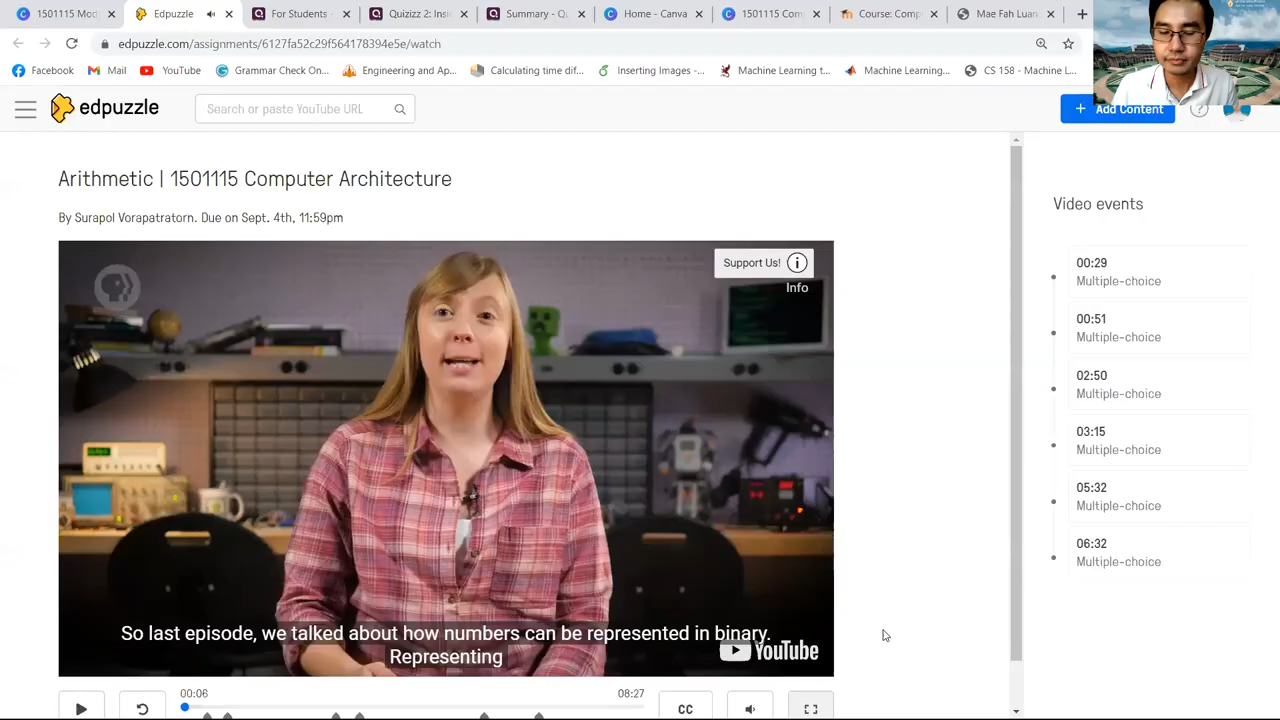 1501115 Mod
Edpuzzle
For Students -
Quizizz 2: Ins
Summary
Home - Canva
1501115 Con
Course: Comp
Mae Fah Luan
edpuzzle.com/assignments/6127fa52c29f564178394e5e/watch
Facebook
Mail
YouTube
Grammar Check On...
Engineering and Ap...
Calculating time dif...
Inserting Images -...
Machine Learning t...
Machine Learning...
CS 158 - Machine L...
edpuzzle
Search or paste YouTube URL
+ Add Content
Arithmetic | 1501115 Computer Architecture
By Surapol Vorapatratorn. Due on Sept. 4th, 11:59pm
Support Us!
Info
So last episode, we talked about how numbers can be represented in binary.
Representing
YouTube
00:06
08:27
CC
Video events
00:29
Multiple-choice
00:51
Multiple-choice
02:50
Multiple-choice
03:15
Multiple-choice
05:32
Multiple-choice
06:32
Multiple-choice